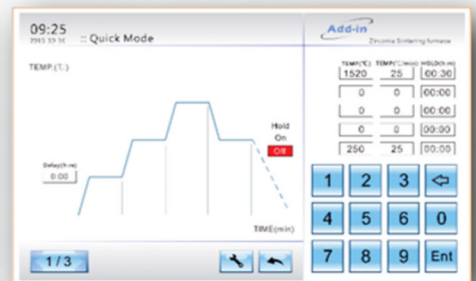 09:25
:: Quick Mode
TEMP.(℃)
Delay(h:m)
0:00
Hold
On
Off
TIME(min)
1/3
Add-in
Zirconia Sintering furnace
TEMP(℃) TEMP(℃/min) HOLD(h:m)
1520 25 00:30
0 0 00:00
0 0 00:00
0 0 00:00
250 25 00:00
1 2 3
4 5 6 0
7 8 9 Ent